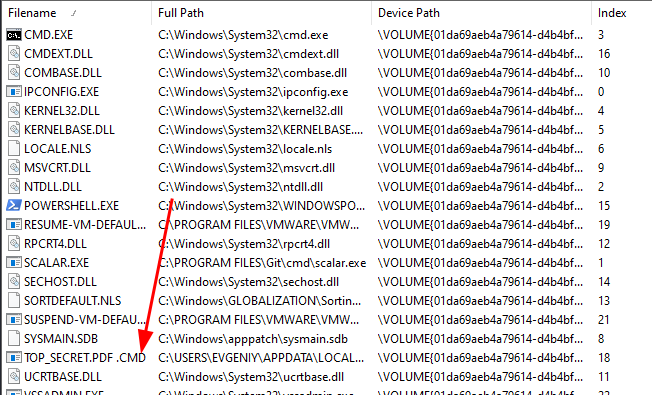 Filename Full Path Device Path Index
CMD.EXE C:\Windows\System32\cmd.exe \VOLUME{01da69aeb4a79614-d4b4bf... 3
CMDEXT.DLL C:\Windows\System32\cmdext.dll \VOLUME{01da69aeb4a79614-d4b4bf... 16
COMBASE.DLL C:\Windows\System32\combase.dll \VOLUME{01da69aeb4a79614-d4b4bf... 10
IPCONFIG.EXE C:\Windows\System32\ipconfig.exe \VOLUME{01da69aeb4a79614-d4b4bf... 0
KERNEL32.DLL C:\Windows\System32\kernel32.dll \VOLUME{01da69aeb4a79614-d4b4bf... 4
KERNELBASE.DLL C:\Windows\System32\KERNELBASE.... \VOLUME{01da69aeb4a79614-d4b4bf... 5
LOCALE.NLS C:\Windows\System32\locale.nls \VOLUME{01da69aeb4a79614-d4b4bf... 6
MSVCRT.DLL C:\Windows\System32\msvcrt.dll \VOLUME{01da69aeb4a79614-d4b4bf... 9
NTDLL.DLL C:\Windows\System32\ntdll.dll \VOLUME{01da69aeb4a79614-d4b4bf... 2
POWERSHELL.EXE C:\Windows\System32\WINDOWSPO... \VOLUME{01da69aeb4a79614-d4b4bf... 15
RESUME-VM-DEFAUL... C:\PROGRAM FILES\VMWARE\VMW... \VOLUME{01da69aeb4a79614-d4b4bf... 19
RPCRT4.DLL C:\Windows\System32\rpcrt4.dll \VOLUME{01da69aeb4a79614-d4b4bf... 12
SCALAR.EXE C:\PROGRAM FILES\Git\cmd\scalar.exe \VOLUME{01da69aeb4a79614-d4b4bf... 1
SECHOST.DLL C:\Windows\System32\sechost.dll \VOLUME{01da69aeb4a79614-d4b4bf... 14
SORTDEFAULT.NLS C:\Windows\GLOBALIZATION\Sortin... \VOLUME{01da69aeb4a79614-d4b4bf... 13
SUSPEND-VM-DEFAU... C:\PROGRAM FILES\VMWARE\VMW... \VOLUME{01da69aeb4a79614-d4b4bf... 21
SYSMAIN.SDB C:\Windows\apppatch\sysmain.sdb \VOLUME{01da69aeb4a79614-d4b4bf... 8
TOP_SECRET.PDF .CMD C:\USERS\EVGENIY\APPDATA\LOCAL... \VOLUME{01da69aeb4a79614-d4b4bf... 18
UCRTBASE.DLL C:\Windows\System32\ucrtbase.dll \VOLUME{01da69aeb4a79614-d4b4bf... 11
VSSADMIN.EXE C:\Windows\System32\vssadmin.exe \VOLUME{01da69aeb4a79614-d4b4bf...